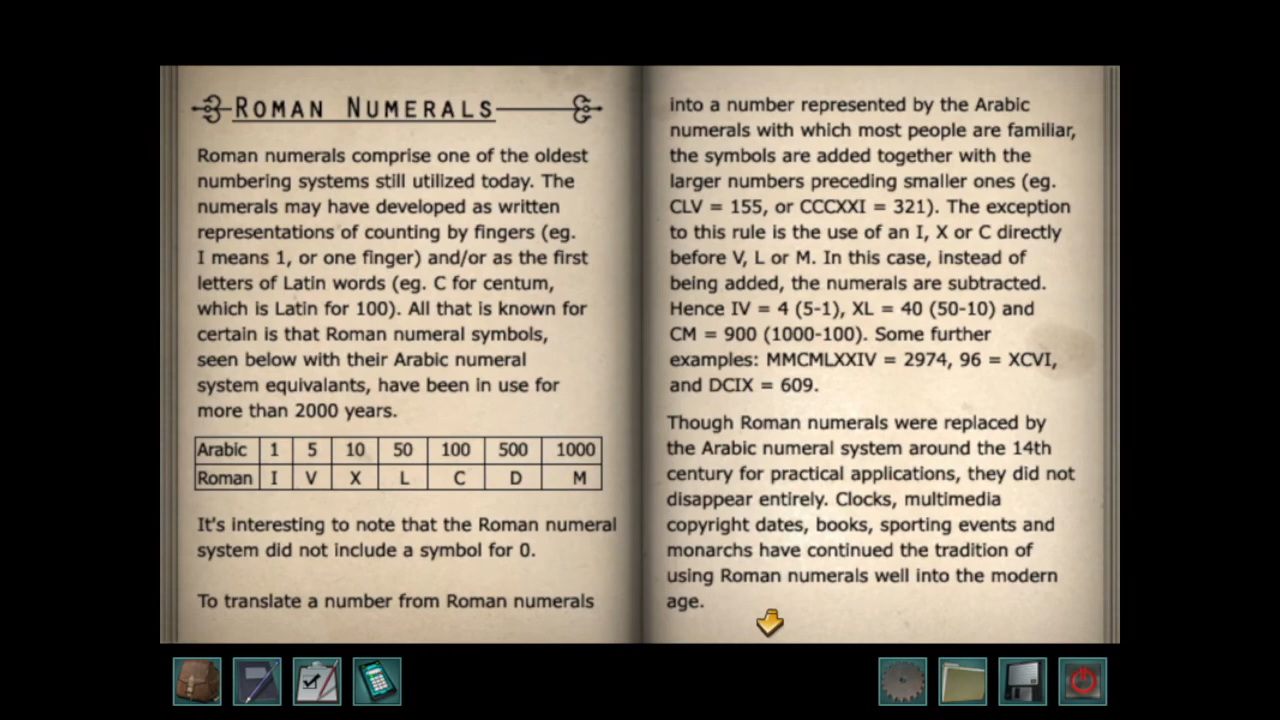 Roman Numerals
Roman numerals comprise one of the oldest
numbering systems still utilized today. The
numerals may have developed as written
representations of counting by fingers (eg.
I means 1, or one finger) and/or as the first
letters of Latin words (eg. C for centum,
which is Latin for 100). All that is known for
certain is that Roman numeral symbols,
seen below with their Arabic numeral
system equivalants, have been in use for
more than 2000 years.
Arabic 1 5 10 50 100 500 1000
Roman I V X L C D M
It's interesting to note that the Roman numeral
system did not include a symbol for 0.
To translate a number from Roman numerals
into a number represented by the Arabic
numerals with which most people are familiar,
the symbols are added together with the
larger numbers preceding smaller ones (eg.
CLV = 155, or CCCXXI = 321). The exception
to this rule is the use of an I, X or C directly
before V, L or M. In this case, instead of
being added, the numerals are subtracted.
Hence IV = 4 (5-1), XL = 40 (50-10) and
CM = 900 (1000-100). Some further
examples: MMCMLXXIV = 2974, 96 = XCVI,
and DCIX = 609.
Though Roman numerals were replaced by
the Arabic numeral system around the 14th
century for practical applications, they did not
disappear entirely. Clocks, multimedia
copyright dates, books, sporting events and
monarchs have continued the tradition of
using Roman numerals well into the modern
age.